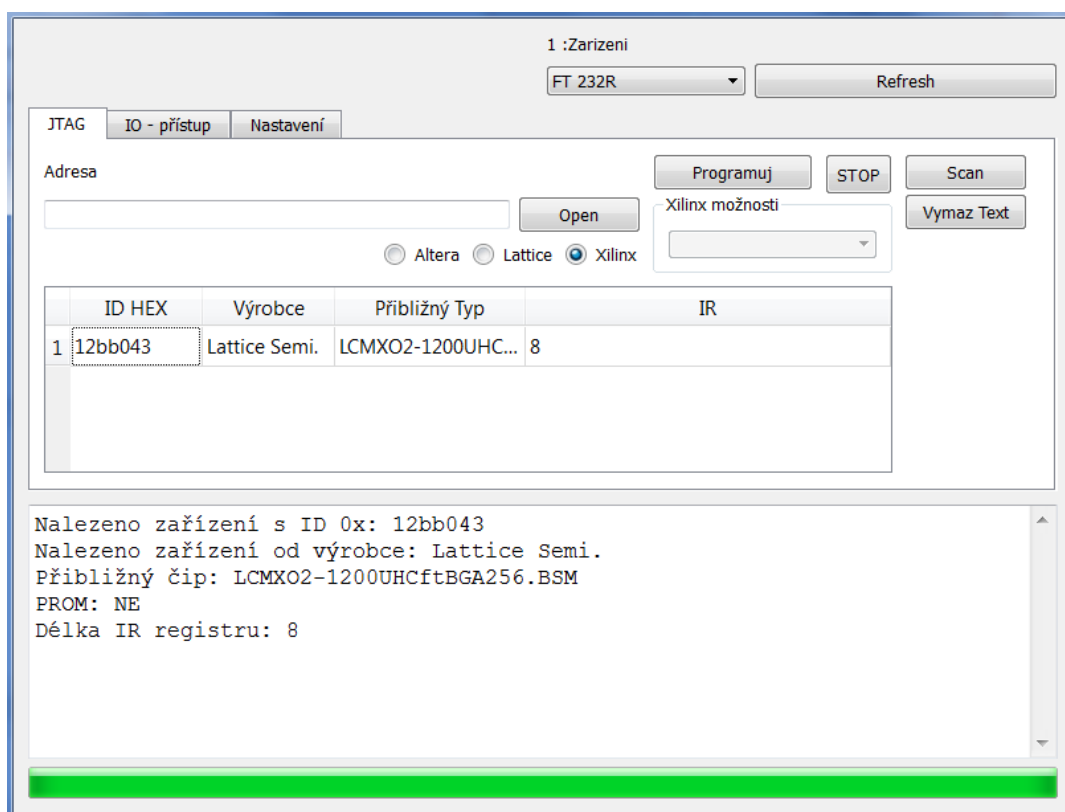 1 :Zarizeni
FT 232R Refresh
JTAG IO - přístup Nastavení
Adresa Programuj STOP Scan
Open Xilinx možnosti Vymaz Text
Altera Lattice Xilinx
ID HEX Výrobce Přibližný Typ IR
1 12bb043 Lattice Semi. LCMXO2-1200UHC... 8
Nalezeno zařízení s ID 0x: 12bb043
Nalezeno zařízení od výrobce: Lattice Semi.
Přibližný čip: LCMXO2-1200UHCftBGA256.BSM
PROM: NE
Délka IR registru: 8